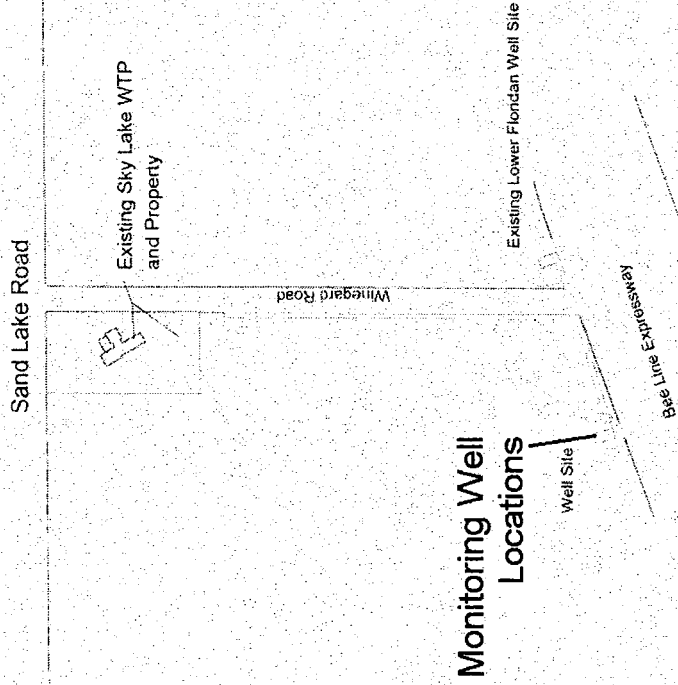 Sand Lake Road
Existing Sky Lake WTP
and Property
Winegard Road
Existing Lower Floridan Well Site
Monitoring Well
Locations
Well Site
Bee Line Expressway